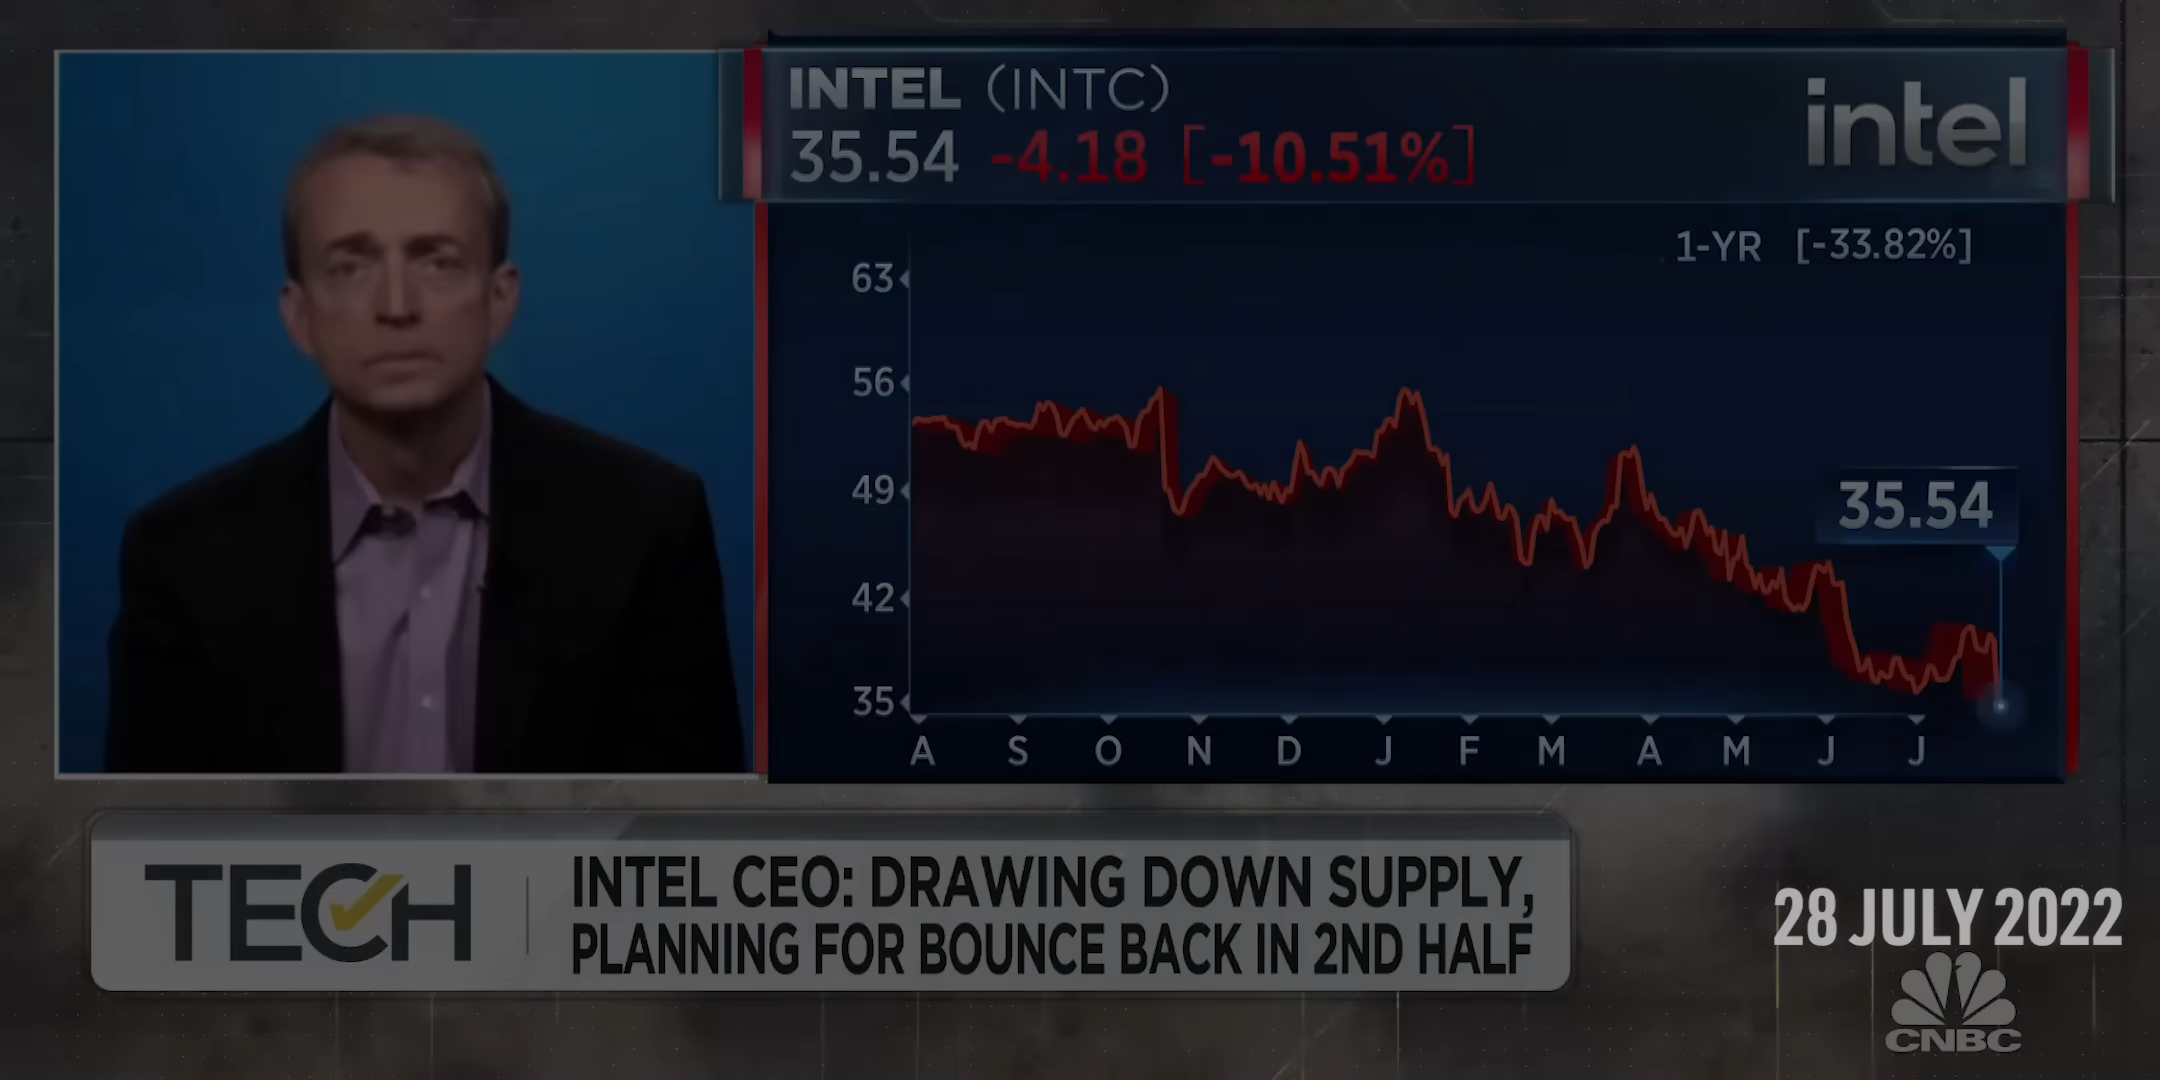 INTEL (INTC)
35.54 -4.18 [-10.51%]
intel
1-YR [-33.82%]
63
56
49
42
35
35.54
A S O N D J F M A M J J
TECH
INTEL CEO: DRAWING DOWN SUPPLY,
PLANNING FOR BOUNCE BACK IN 2ND HALF
28 JULY 2022
CNBC